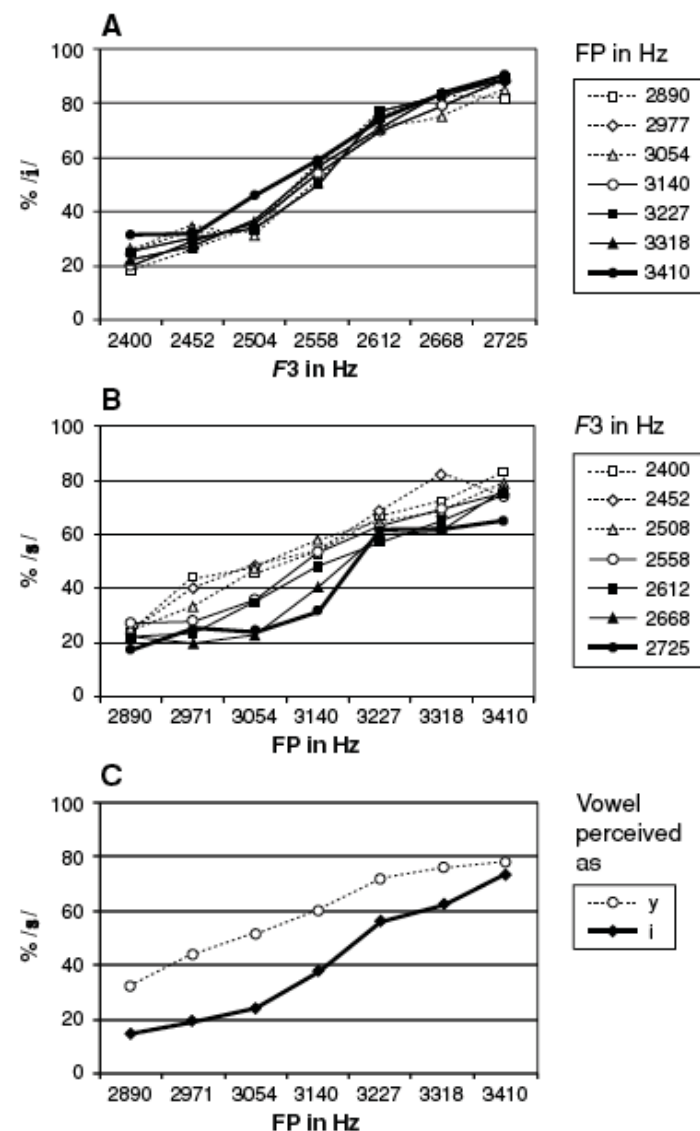 A
100
80
60
40
20
0
% /i/
2400 2452 2504 2558 2612 2668 2725
F3 in Hz
FP in Hz
2890
2977
3054
3140
3227
3318
3410
B
100
80
60
40
20
0
% /s/
2890 2971 3054 3140 3227 3318 3410
FP in Hz
F3 in Hz
2400
2452
2508
2558
2612
2668
2725
C
100
80
60
40
20
0
% /s/
2890 2971 3054 3140 3227 3318 3410
FP in Hz
Vowel
perceived
as
y
i